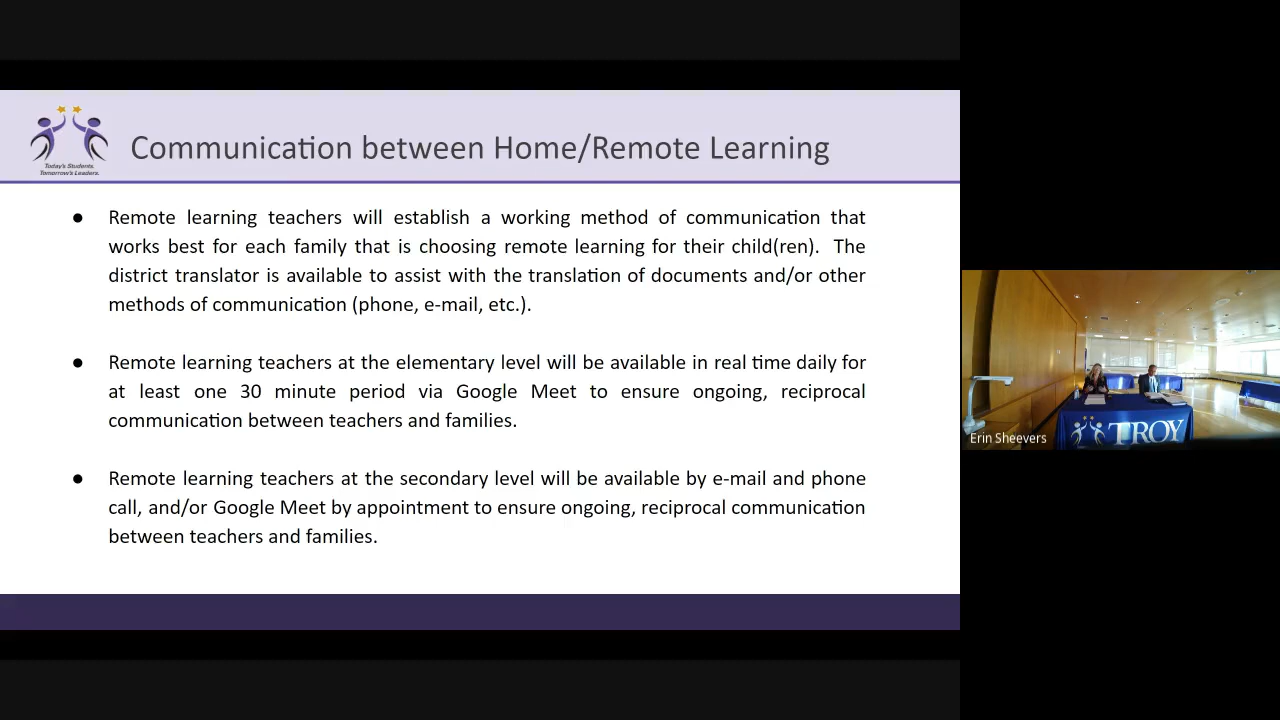 Today's Students.
Tomorrow's Leaders.
Communication between Home/Remote Learning
● Remote learning teachers will establish a working method of communication that
works best for each family that is choosing remote learning for their child(ren). The
district translator is available to assist with the translation of documents and/or other
methods of communication (phone, e-mail, etc.).
● Remote learning teachers at the elementary level will be available in real time daily for
at least one 30 minute period via Google Meet to ensure ongoing, reciprocal
communication between teachers and families.
● Remote learning teachers at the secondary level will be available by e-mail and phone
call, and/or Google Meet by appointment to ensure ongoing, reciprocal communication
between teachers and families.
TROY
Erin Sheevers